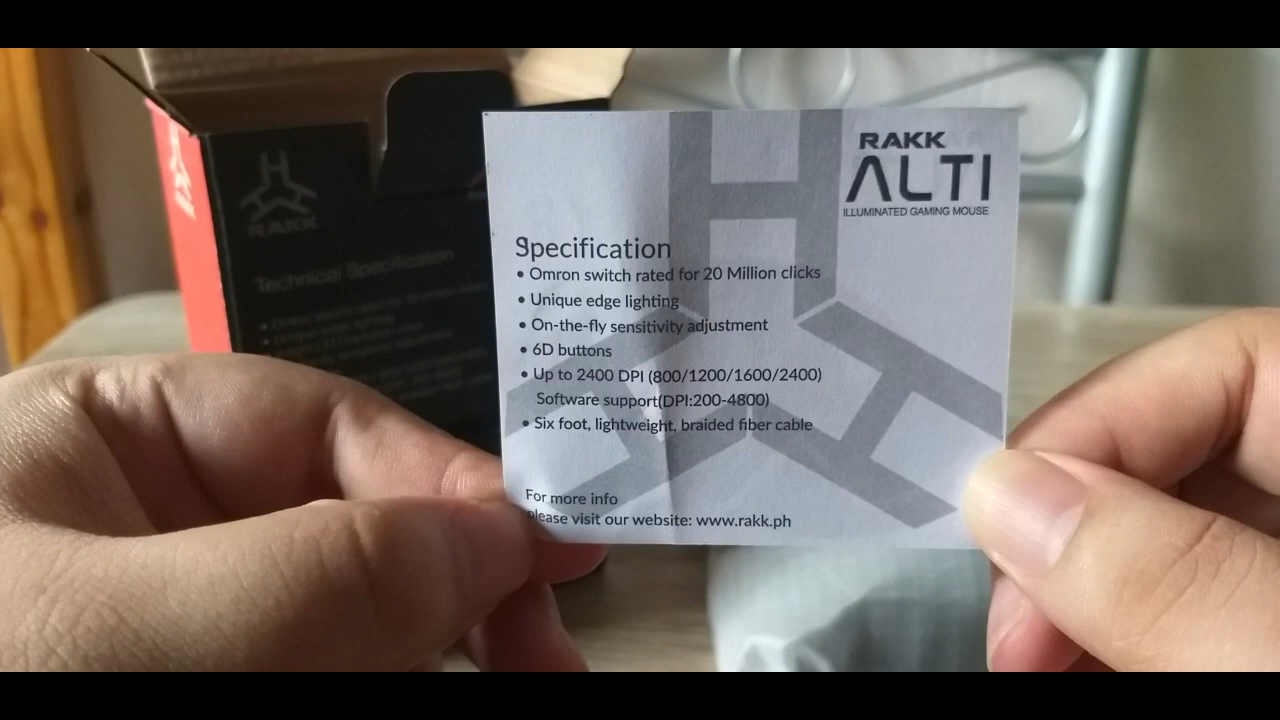 RAKK
ALTI
ILLUMINATED GAMING MOUSE
Specification
• Omron switch rated for 20 Million clicks
• Unique edge lighting
• On-the-fly sensitivity adjustment
• 6D buttons
• Up to 2400 DPI (800/1200/1600/2400)
Software support(DPI:200-4800)
• Six foot, lightweight, braided fiber cable
For more info
please visit our website: www.rakk.ph
RAKK
Technical Specification